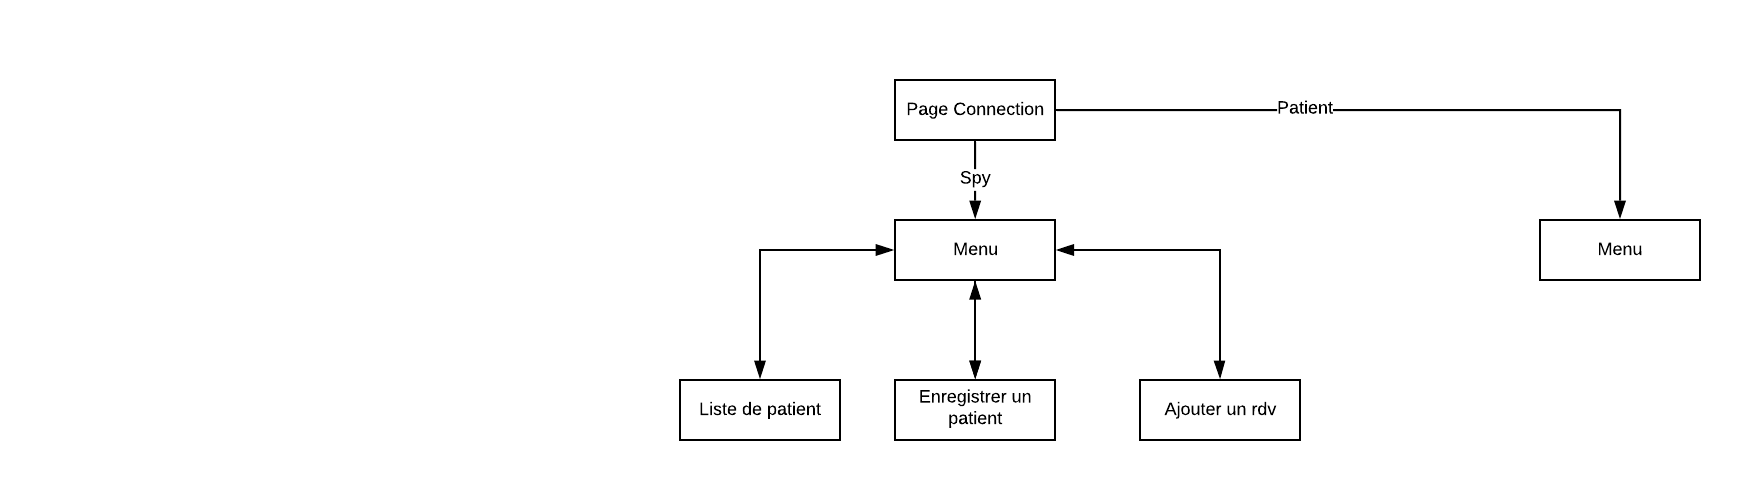 Page Connection
Patient
Spy
Menu
Menu
Liste de patient
Enregistrer un
patient
Ajouter un rdv